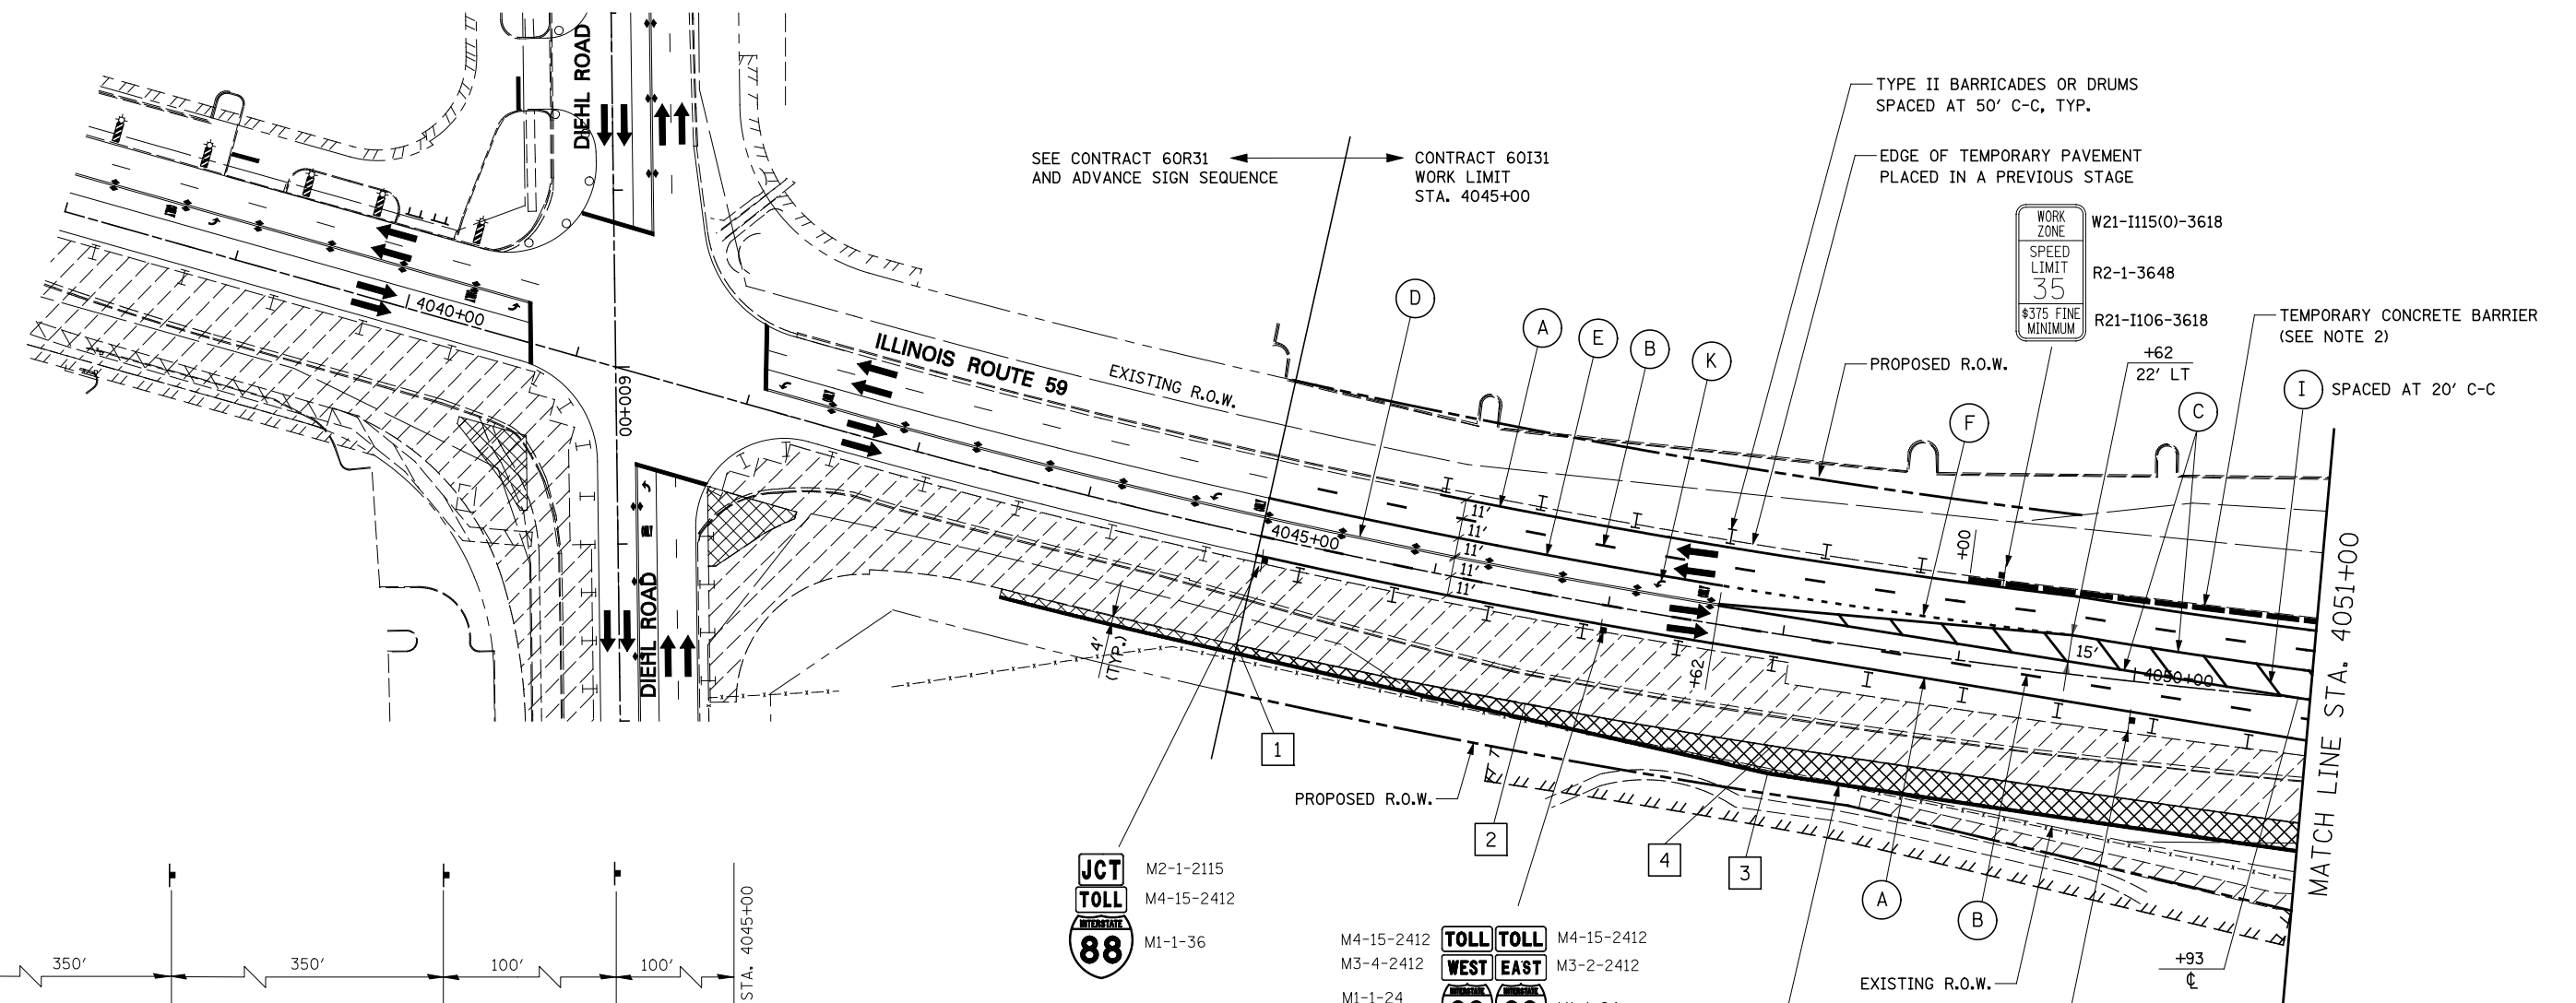 DIEHL ROAD
TYPE II BARRICADES OR DRUMS
SPACED AT 50' C-C, TYP.
SEE CONTRACT 60R31
AND ADVANCE SIGN SEQUENCE
CONTRACT 60I31
WORK LIMIT
STA. 4045+00
EDGE OF TEMPORARY PAVEMENT
PLACED IN A PREVIOUS STAGE
WORK
ZONE
W21-I115(O)-3618
SPEED
LIMIT
35
R2-1-3648
$375 FINE
MINIMUM
R21-I106-3618
TEMPORARY CONCRETE BARRIER
(SEE NOTE 2)
D
A
E
B
K
PROPOSED R.O.W.
+62
22' LT
F
C
I
SPACED AT 20' C-C
4040+00
600+00
ILLINOIS ROUTE 59
EXISTING R.O.W.
ONLY
4045+00
11'
11'
11'
11'
11'
+00
+62
15'
4050+00
MATCH LINE STA. 4051+00
DIEHL ROAD
4'
(TYP.)
1
PROPOSED R.O.W.
2
4
3
A
B
JCT
M2-1-2115
TOLL
M4-15-2412
INTERSTATE
88
M1-1-36
M4-15-2412
TOLL
TOLL
M4-15-2412
M3-4-2412
WEST
EAST
M3-2-2412
M1-1-24
INTERSTATE
INTERSTATE
EXISTING R.O.W.
+93
℄
350'
350'
100'
100'
STA. 4045+00